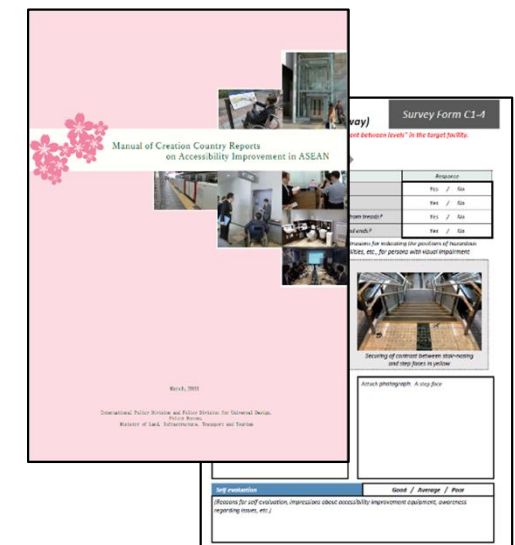 Manual of Creation Country Reports
on Accessibility Improvement in ASEAN
March, 2021
International Policy Division and Policy Division for Universal Design,
Policy Bureau,
Ministry of Land, Infrastructure, Transport and Tourism
way)
Survey Form C1-4
ent between levels" in the target facility.
Response
Yes / No
Yes / No
from treads?
Yes / No
nd ends?
Yes / No
measures for indicating the positions of hazardous
ilities, etc., for persons with visual impairment
Securing of contrast between stair-nosing
and step faces in yellow
Attach photograph. A step face
Self evaluation
Good / Average / Poor
(Reasons for self evaluation, impressions about accessibility improvement equipment, awareness
regarding issues, etc.)